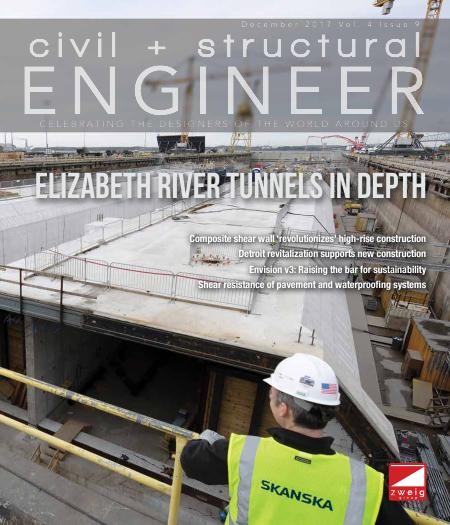 December 2017 Vol. 4 Issue 9
civil + structural
ENGINEER
CELEBRATING THE DESIGNERS OF THE WORLD AROUND US
ELIZABETH RIVER TUNNELS IN DEPTH
Composite shear wall 'revolutionizes' high-rise construction
Detroit revitalization supports new construction
Envision v3: Raising the bar for sustainability
Shear resistance of pavement and waterproofing systems
SKANSKA
zweig
group